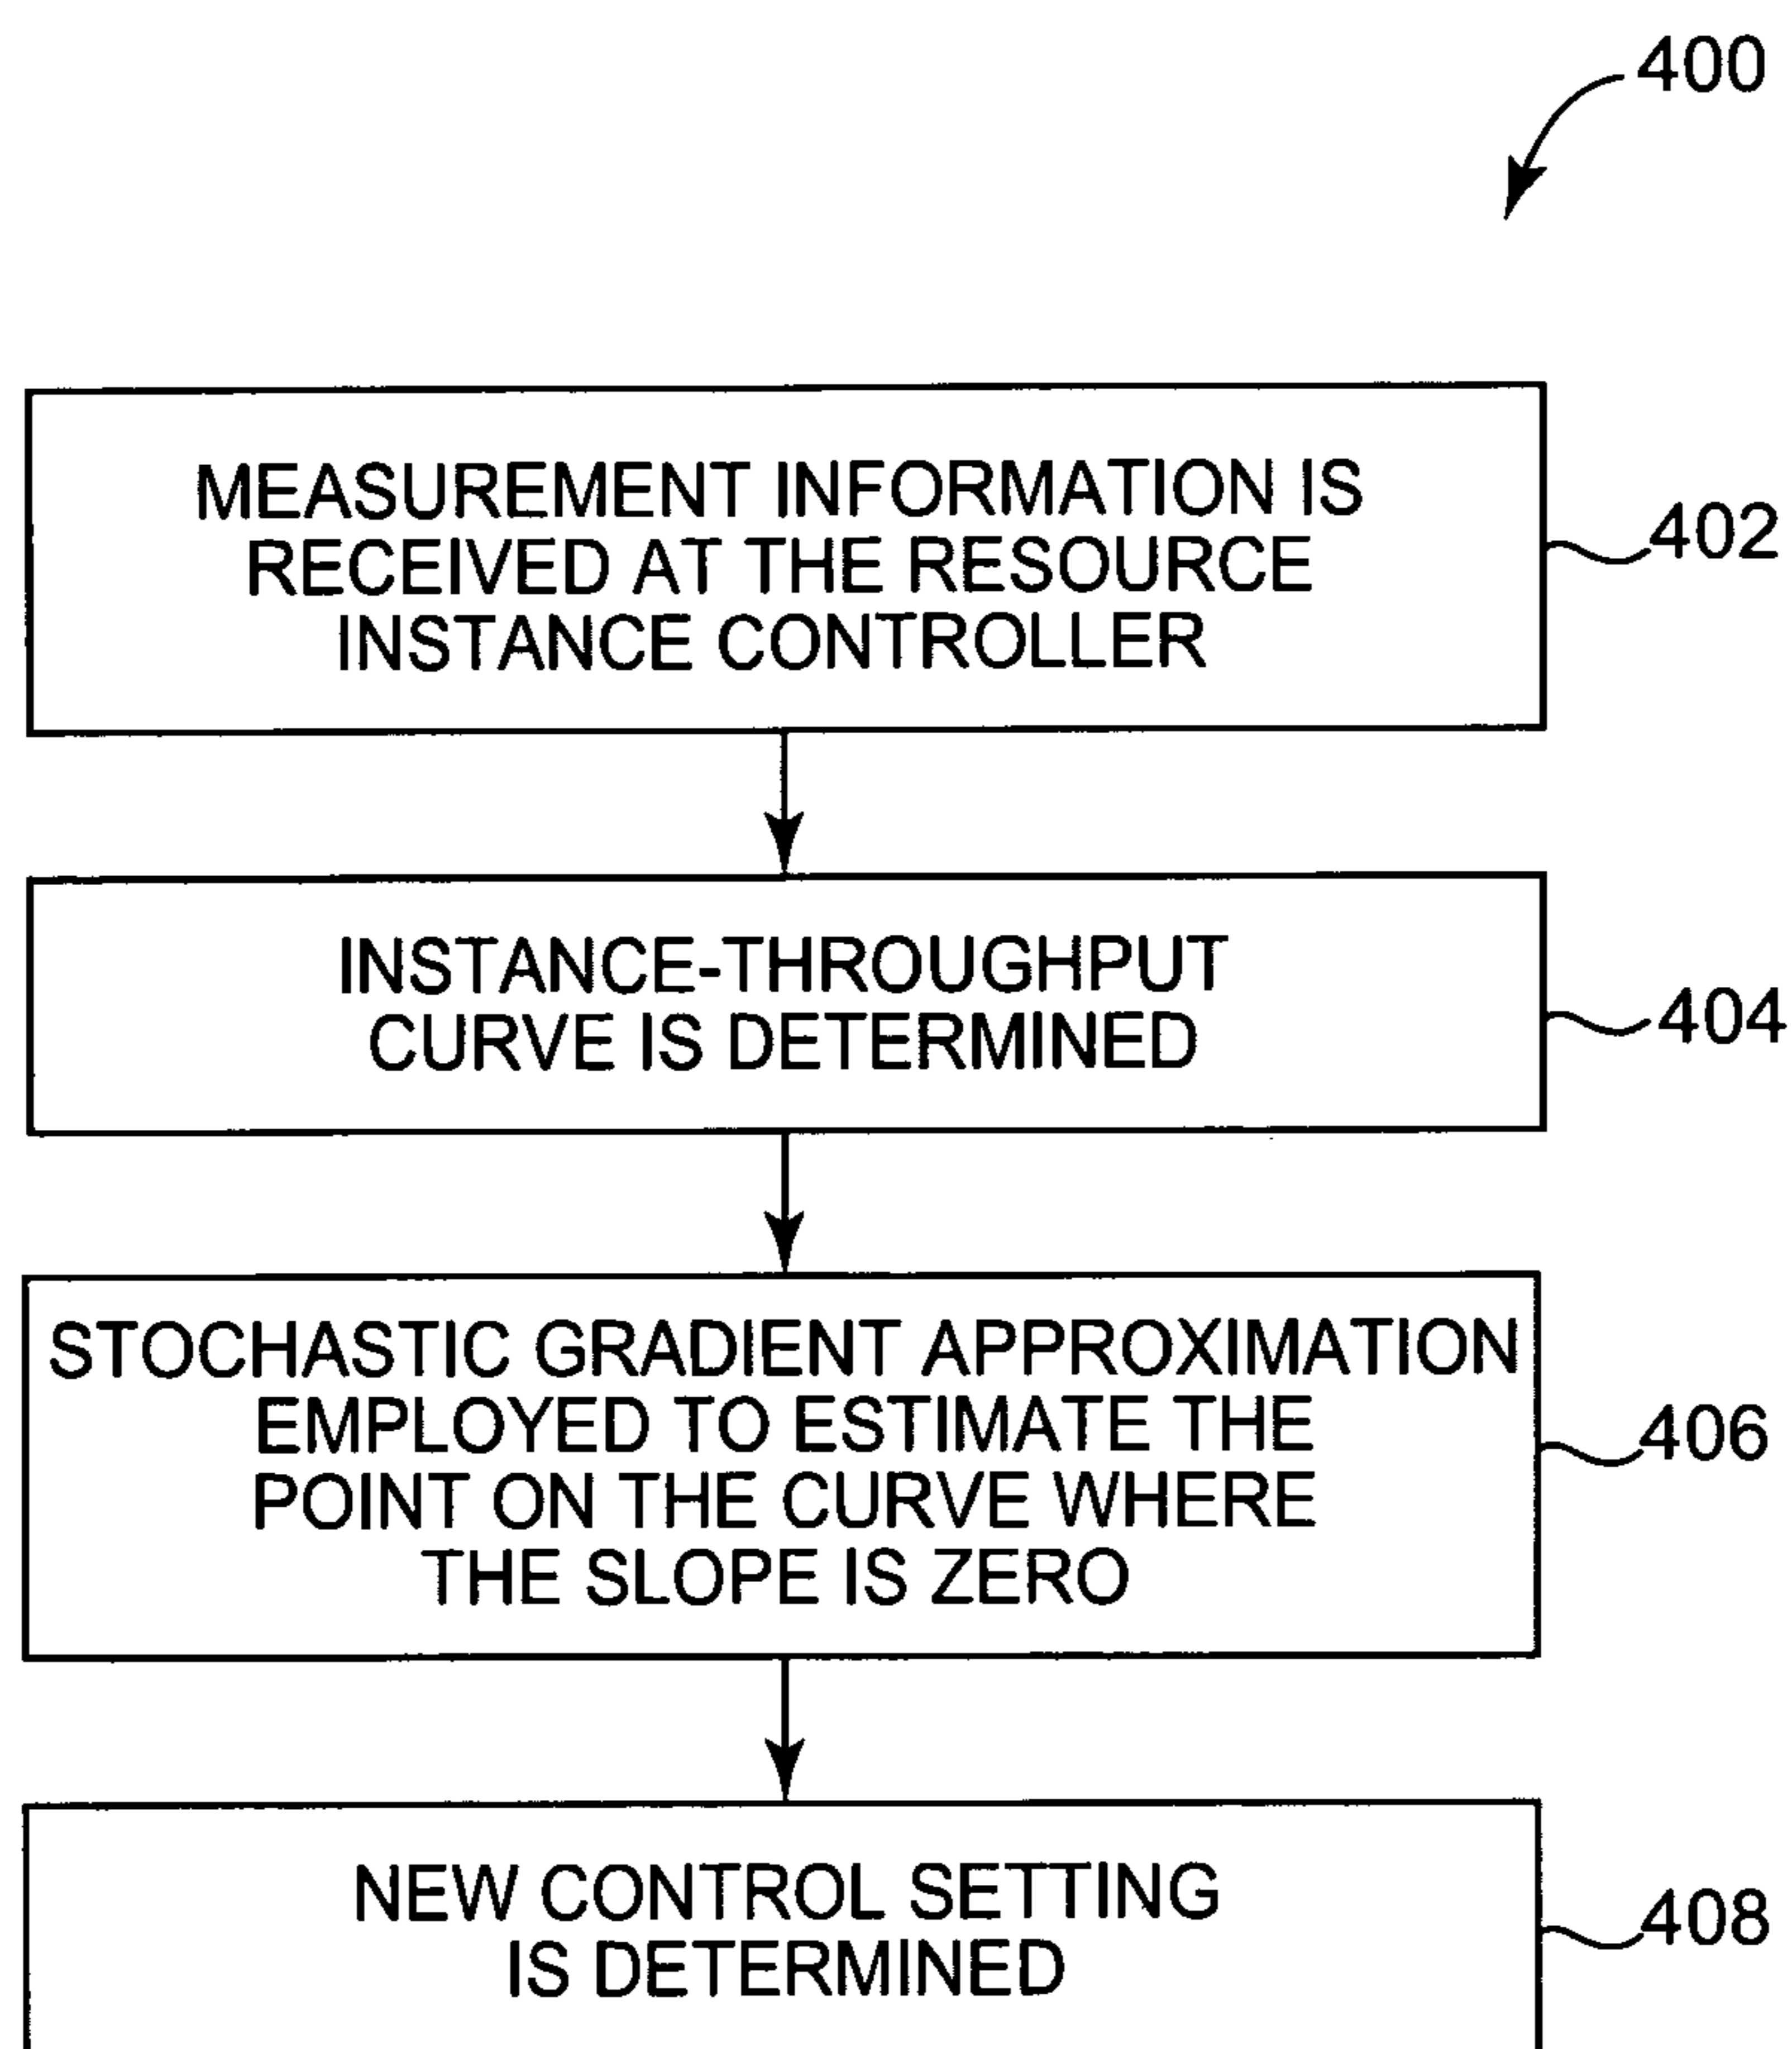 400
MEASUREMENT INFORMATION IS
RECEIVED AT THE RESOURCE
INSTANCE CONTROLLER
402
INSTANCE-THROUGHPUT
CURVE IS DETERMINED
404
STOCHASTIC GRADIENT APPROXIMATION
EMPLOYED TO ESTIMATE THE
POINT ON THE CURVE WHERE
THE SLOPE IS ZERO
406
NEW CONTROL SETTING
IS DETERMINED
408